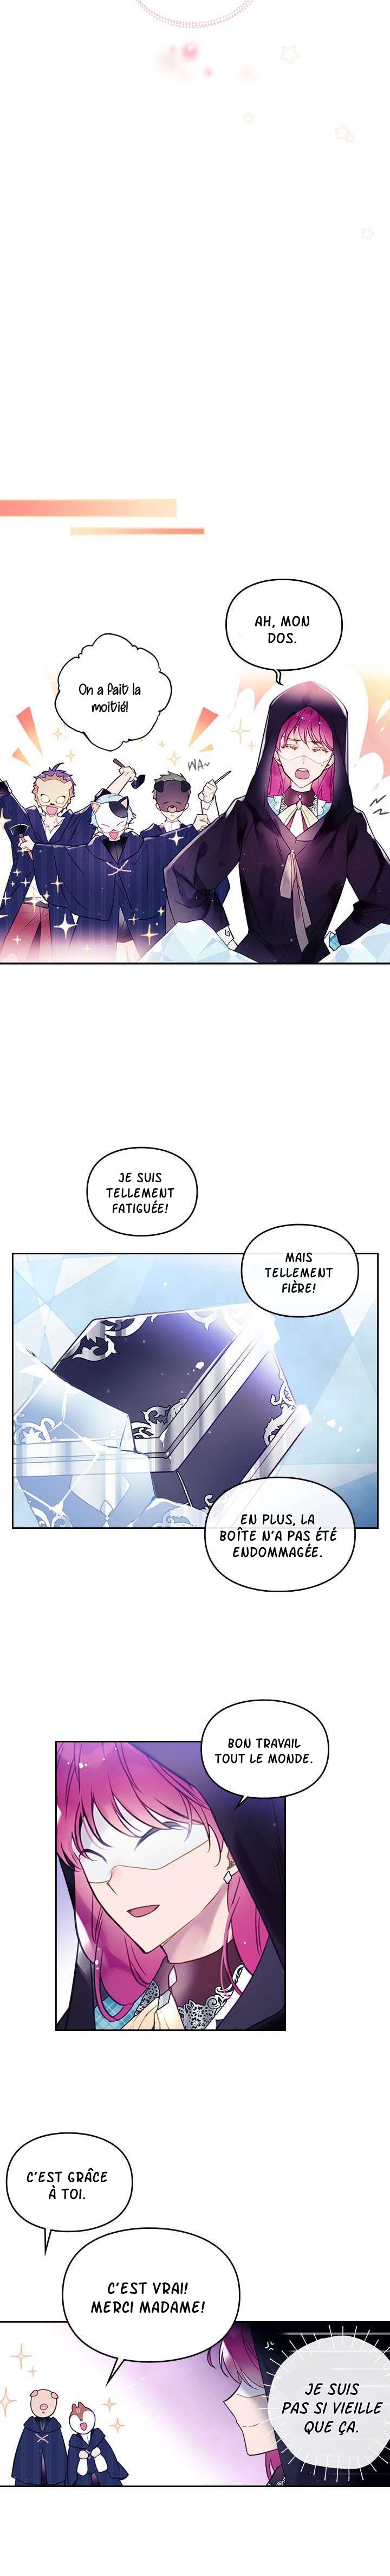 AH, MON
DOS.
On a fait la
moitié!
WA~
JE SUIS
TELLEMENT
FATIGUÉE!
MAIS
TELLEMENT
FIÈRE!
EN PLUS, LA
BOÎTE N'A PAS ÉTÉ
ENDOMMAGÉE.
BON TRAVAIL
TOUT LE MONDE.
C'EST GRÂCE
À TOI.
C'EST VRAI!
MERCI MADAME!
JE SUIS
PAS SI VIEILLE
QUE ÇA.